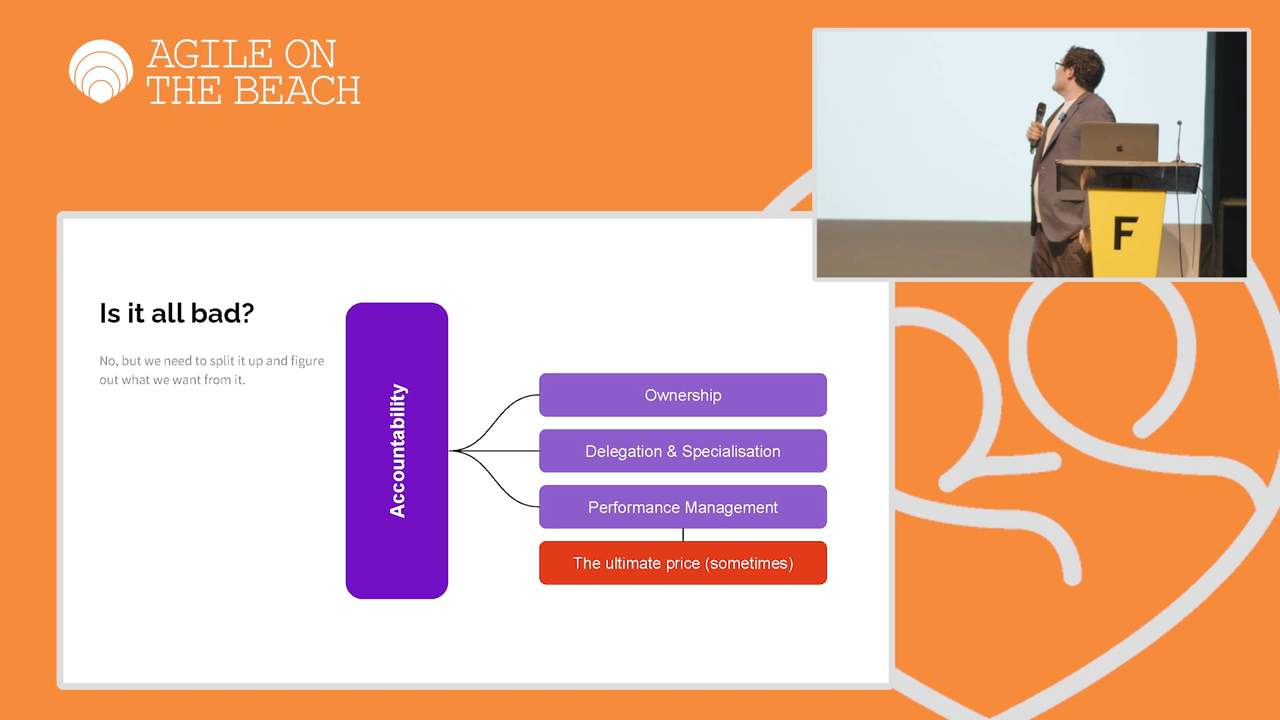 AGILE ON
THE BEACH
Is it all bad?
No, but we need to split it up and figure
out what we want from it.
Accountability
Ownership
Delegation & Specialisation
Performance Management
The ultimate price (sometimes)
F